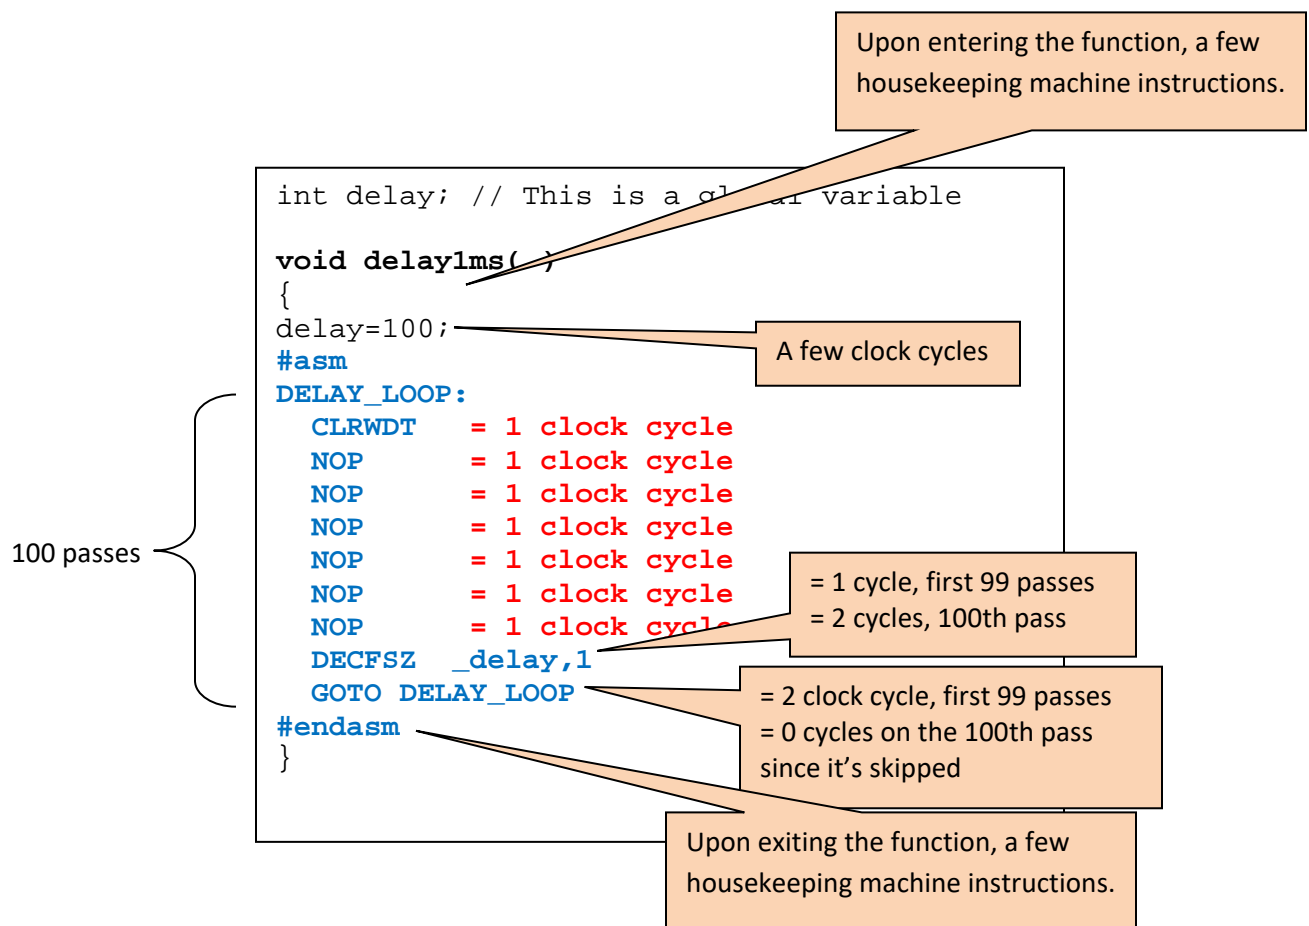 Upon entering the function, a few
housekeeping machine instructions.
int delay; // This is a variable
void delay1ms( )
{
delay=100;
A few clock cycles
#asm
DELAY_LOOP:
CLRWDT = 1 clock cycle
NOP = 1 clock cycle
NOP = 1 clock cycle
NOP = 1 clock cycle
100 passes
NOP = 1 clock cycle
NOP = 1 clock cycle
NOP = 1 clock cycle
= 1 cycle, first 99 passes
= 2 cycles, 100th pass
DECFSZ _delay,1
GOTO DELAY_LOOP
= 2 clock cycle, first 99 passes
= 0 cycles on the 100th pass
since it's skipped
#endasm
}
Upon exiting the function, a few
housekeeping machine instructions.